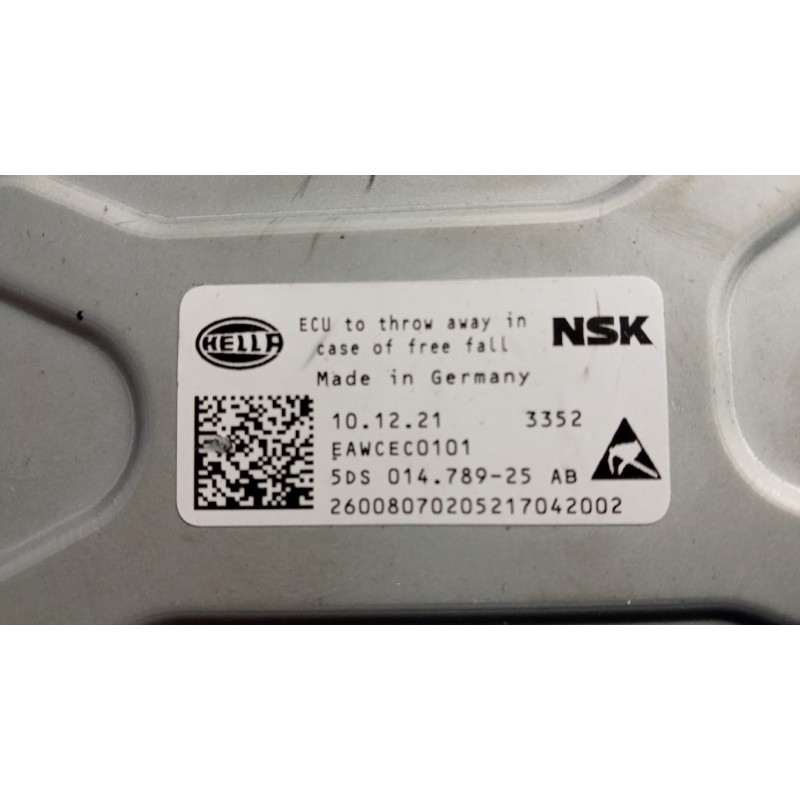 HELLA
ECU to throw away in
case of free fall
NSK
Made in Germany
10.12.21 3352
EAWCEC0101
5DS 014.789-25 AB
26008070205217042002